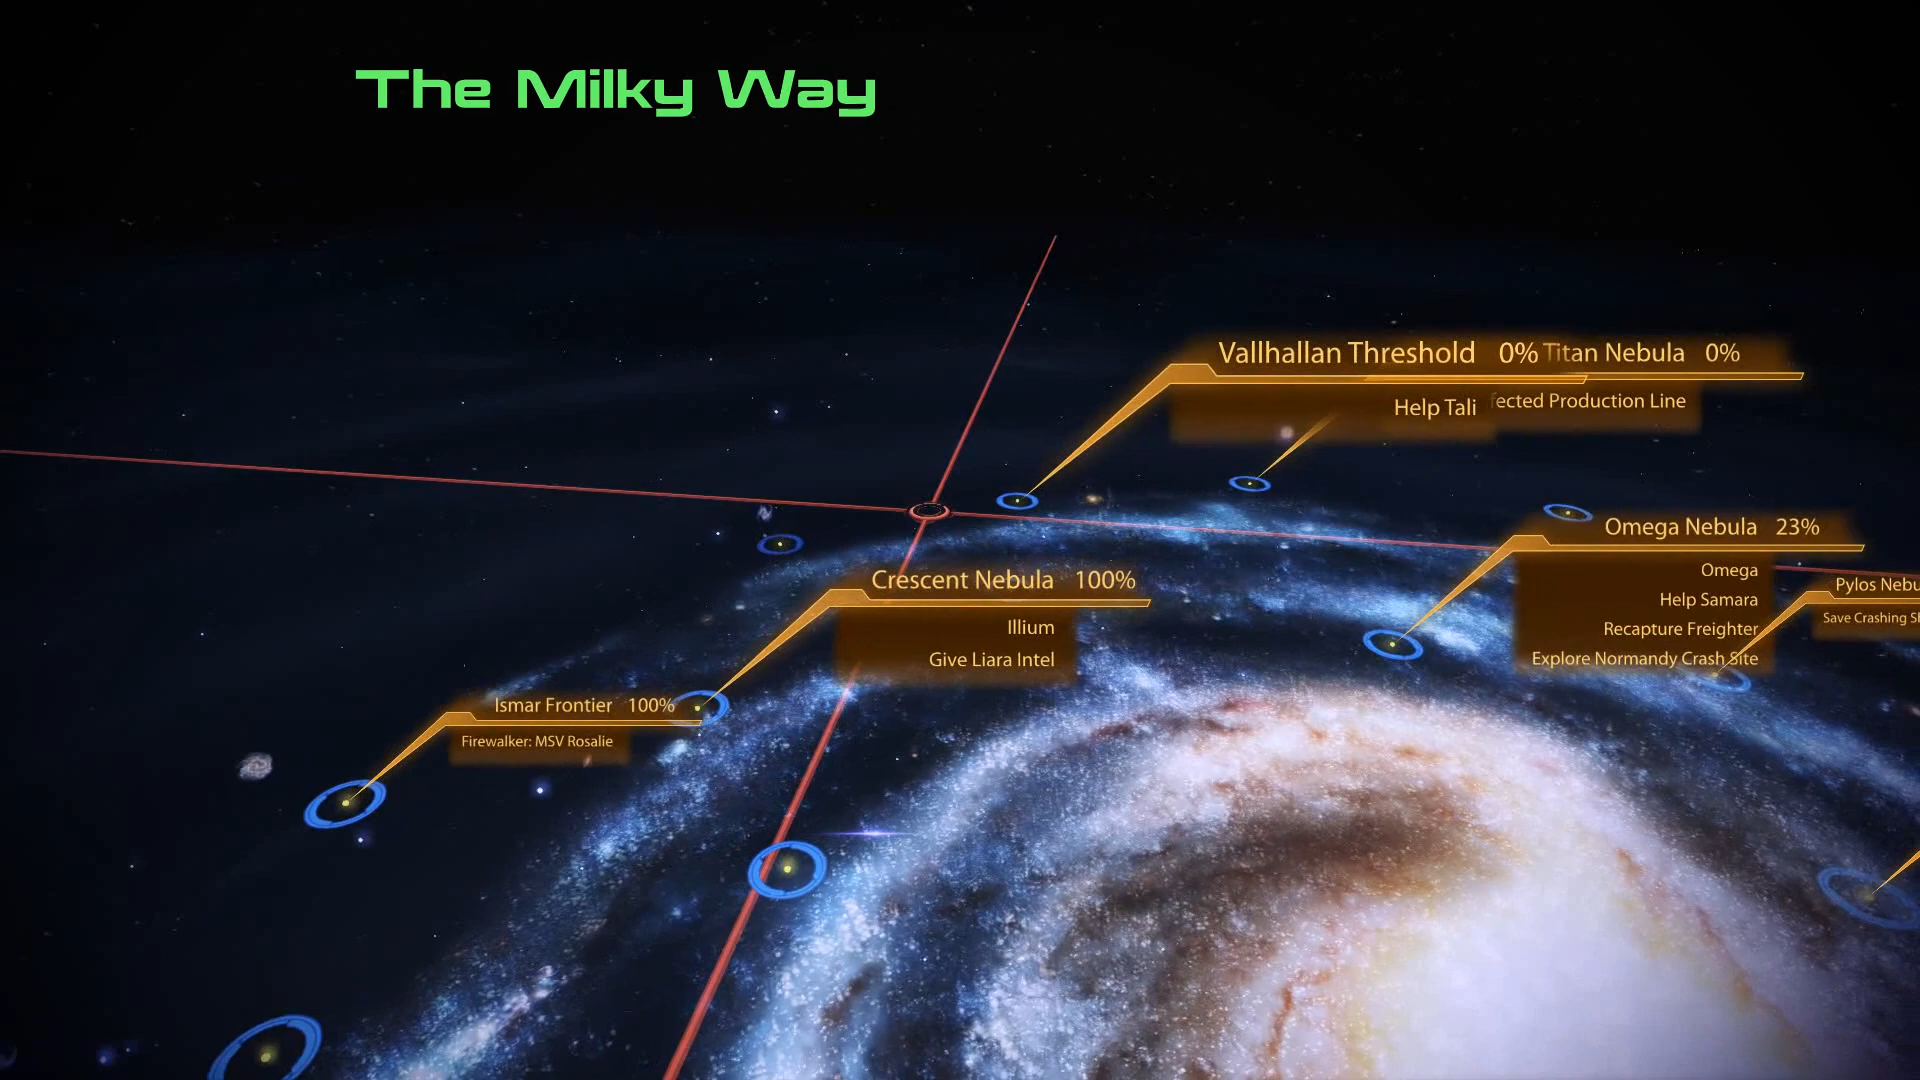 The Milky Way
Vallhallan Threshold 0%
Help Tali
Titan Nebula 0%
Production Line
Omega Nebula 23%
Omega
Help Samara
Recapture Freighter
Explore Normandy Crash Site
Pylos
Save Crashing
Crescent Nebula 100%
Illium
Give Liara Intel
Ismar Frontier 100%
Firewalker: MSV Rosalie